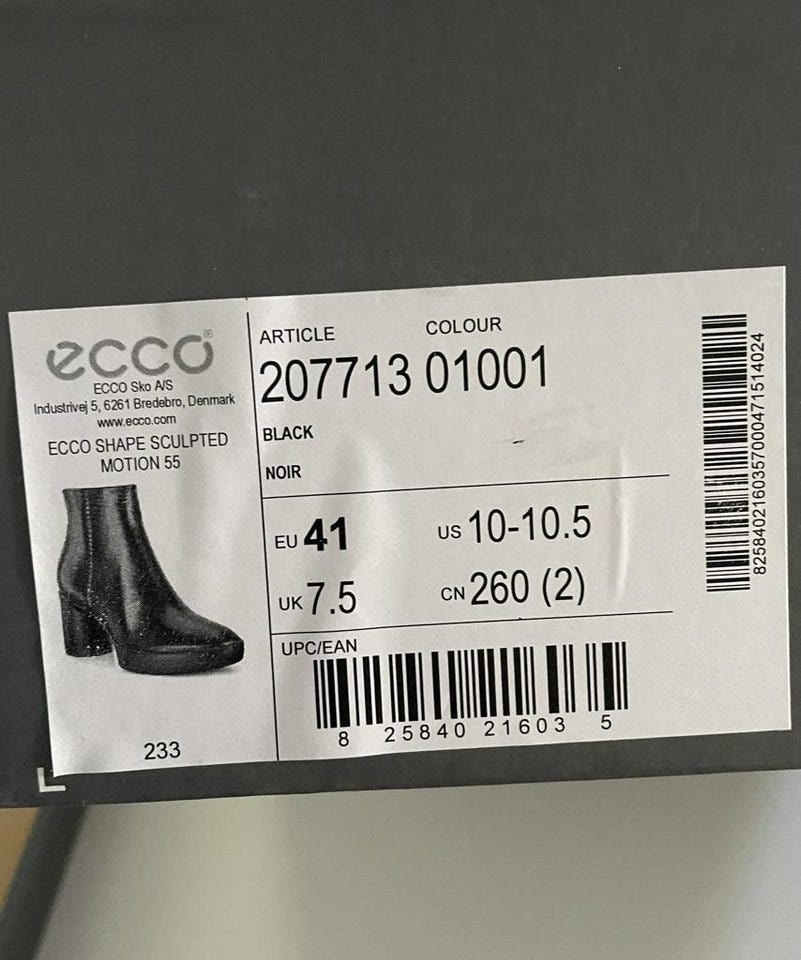 ecco®
ECCO Sko A/S
Industrivej 5, 6261 Bredebro, Denmark
www.ecco.com
ECCO SHAPE SCULPTED
MOTION 55
233
ARTICLE COLOUR
207713 01001
BLACK
NOIR
EU 41 US 10-10.5
UK 7.5 CN 260 (2)
UPC/EAN
8 25840 21603 5
82584021603570004715​14024